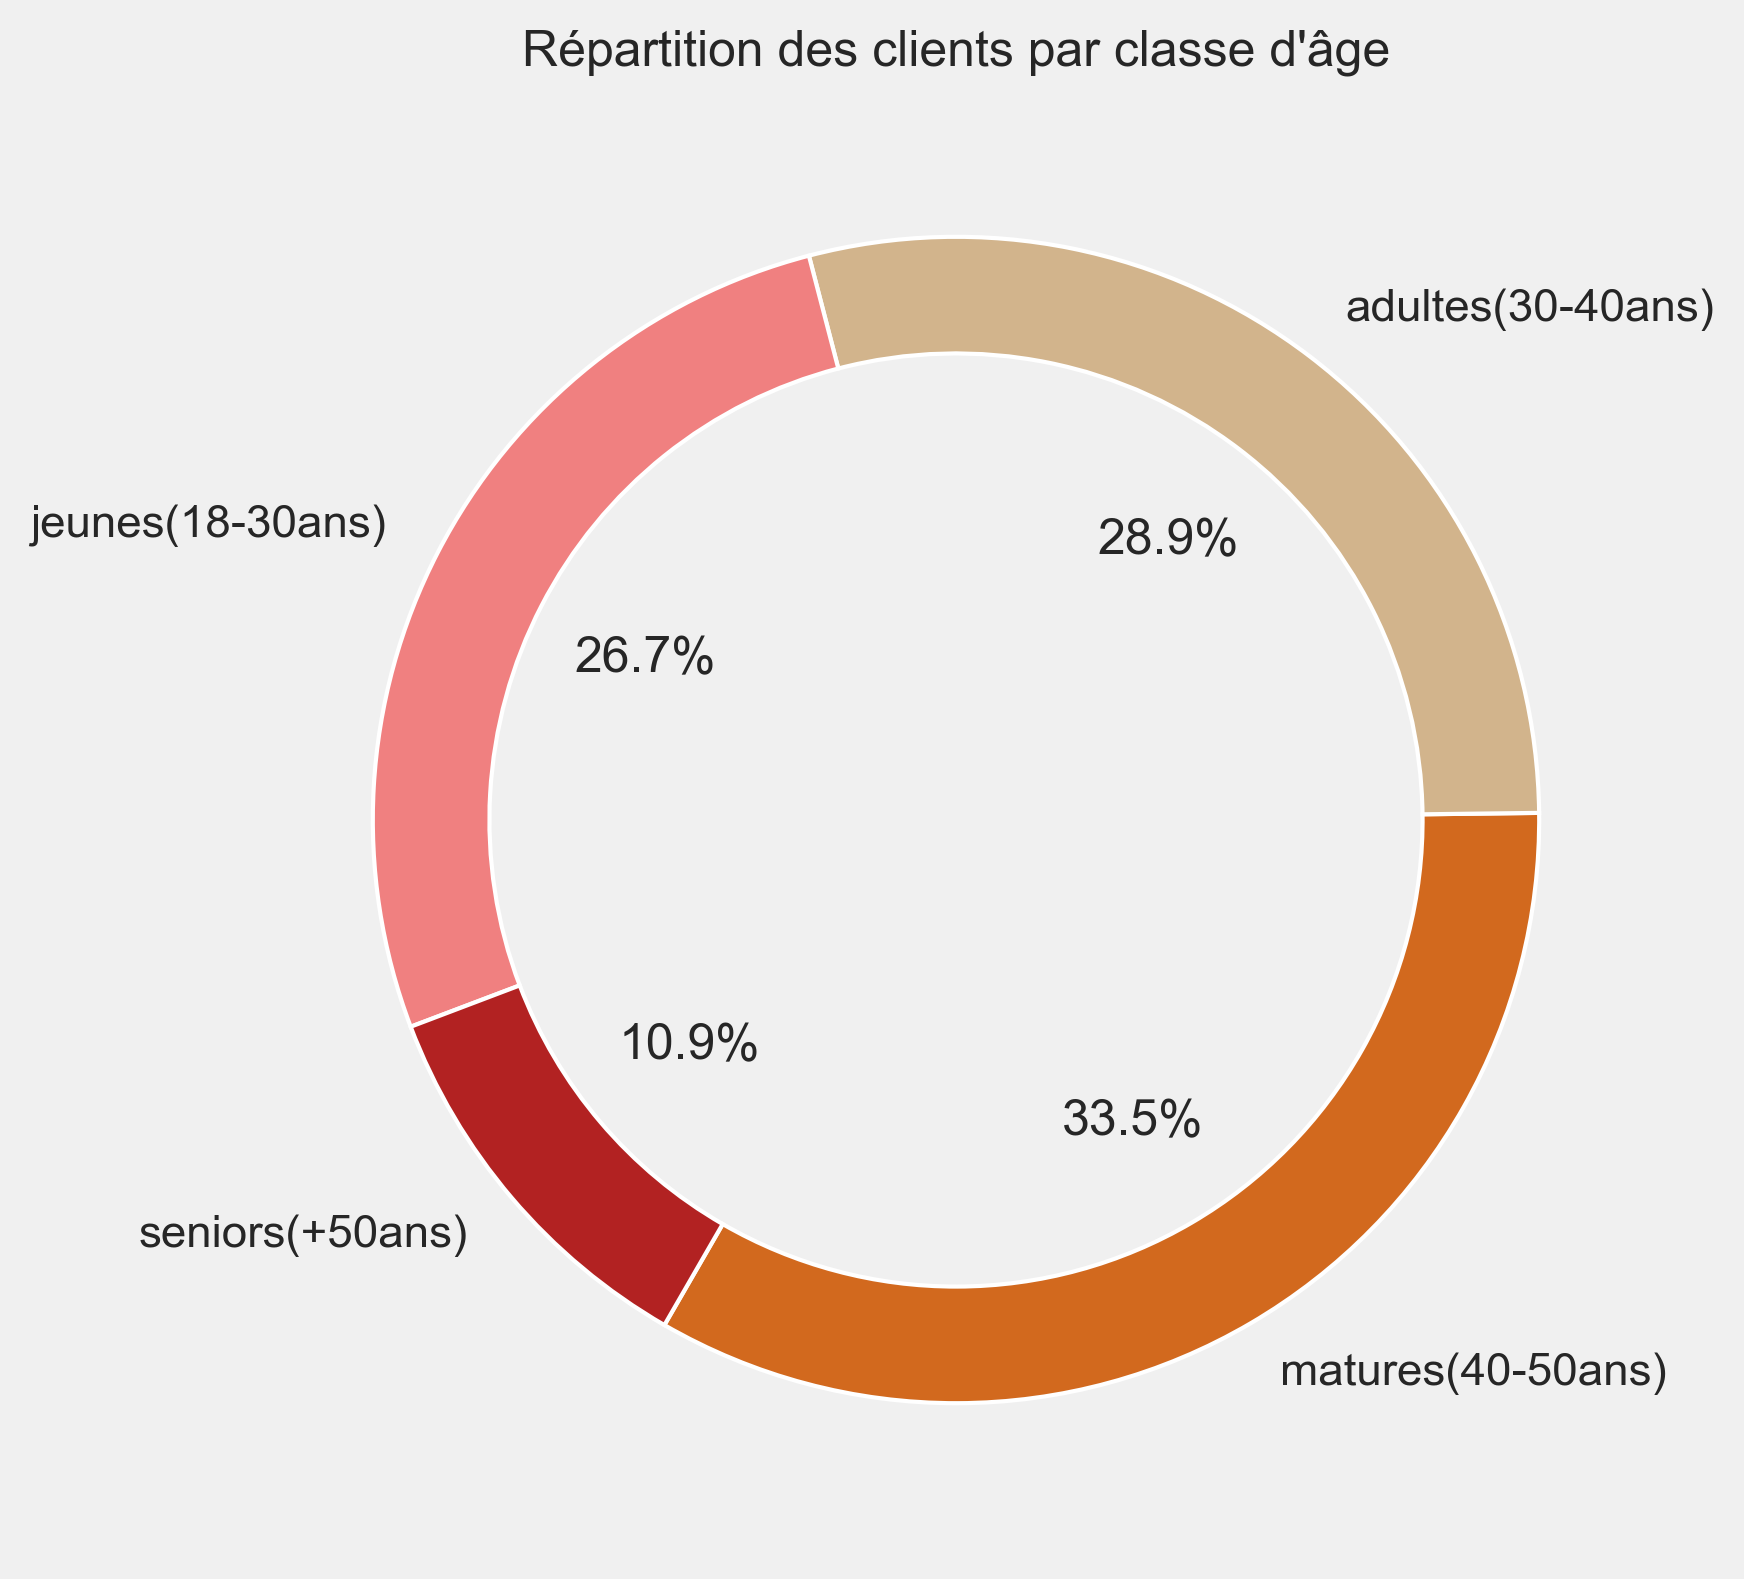 Répartition des clients par classe d'âge
adultes(30-40ans)
28.9%
jeunes(18-30ans)
26.7%
10.9%
seniors(+50ans)
33.5%
matures(40-50ans)